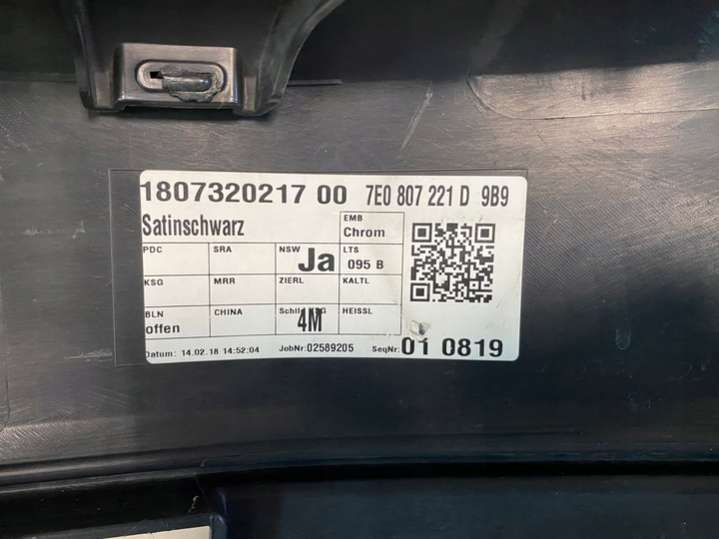 1807320217 00 7E0 807 221 D 9B9
Satinschwarz EMB Chrom
PDC SRA NSW Ja LTS 095 B
KSG MRR ZIERL KALTL
BLN offen CHINA 4M HEISSL
Datum: 14.02.18 14:52:04 JobNr: 02589205 SeqNr: 01 0819